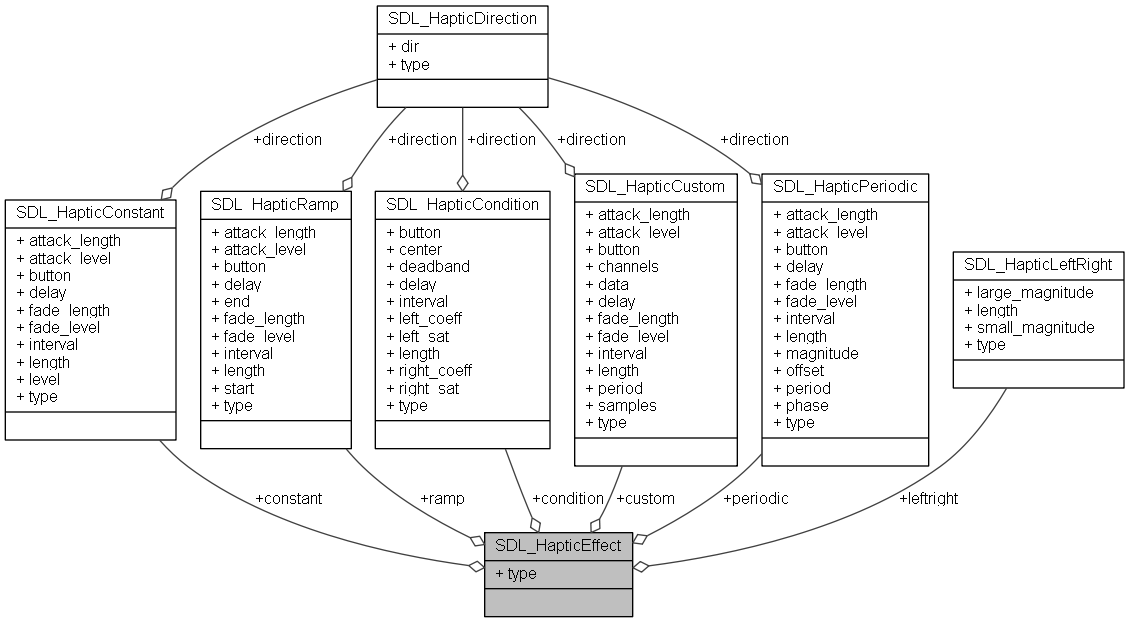 SDL_HapticDirection
+ dir
+ type
+direction
+direction
+direction
+direction
+direction
SDL_HapticConstant
+ attack_length
+ attack_level
+ button
+ delay
+ fade_length
+ fade_level
+ interval
+ length
+ level
+ type
SDL_HapticRamp
+ attack_length
+ attack_level
+ button
+ delay
+ end
+ fade_length
+ fade_level
+ interval
+ length
+ start
+ type
SDL_HapticCondition
+ button
+ center
+ deadband
+ delay
+ interval
+ left_coeff
+ left_sat
+ length
+ right_coeff
+ right_sat
+ type
SDL_HapticCustom
+ attack_length
+ attack_level
+ button
+ channels
+ data
+ delay
+ fade_length
+ fade_level
+ interval
+ length
+ period
+ samples
+ type
SDL_HapticPeriodic
+ attack_length
+ attack_level
+ button
+ delay
+ fade_length
+ fade_level
+ interval
+ length
+ magnitude
+ offset
+ period
+ phase
+ type
SDL_HapticLeftRight
+ large_magnitude
+ length
+ small_magnitude
+ type
+constant
+ramp
+condition
+custom
+periodic
+leftright
SDL_HapticEffect
+ type